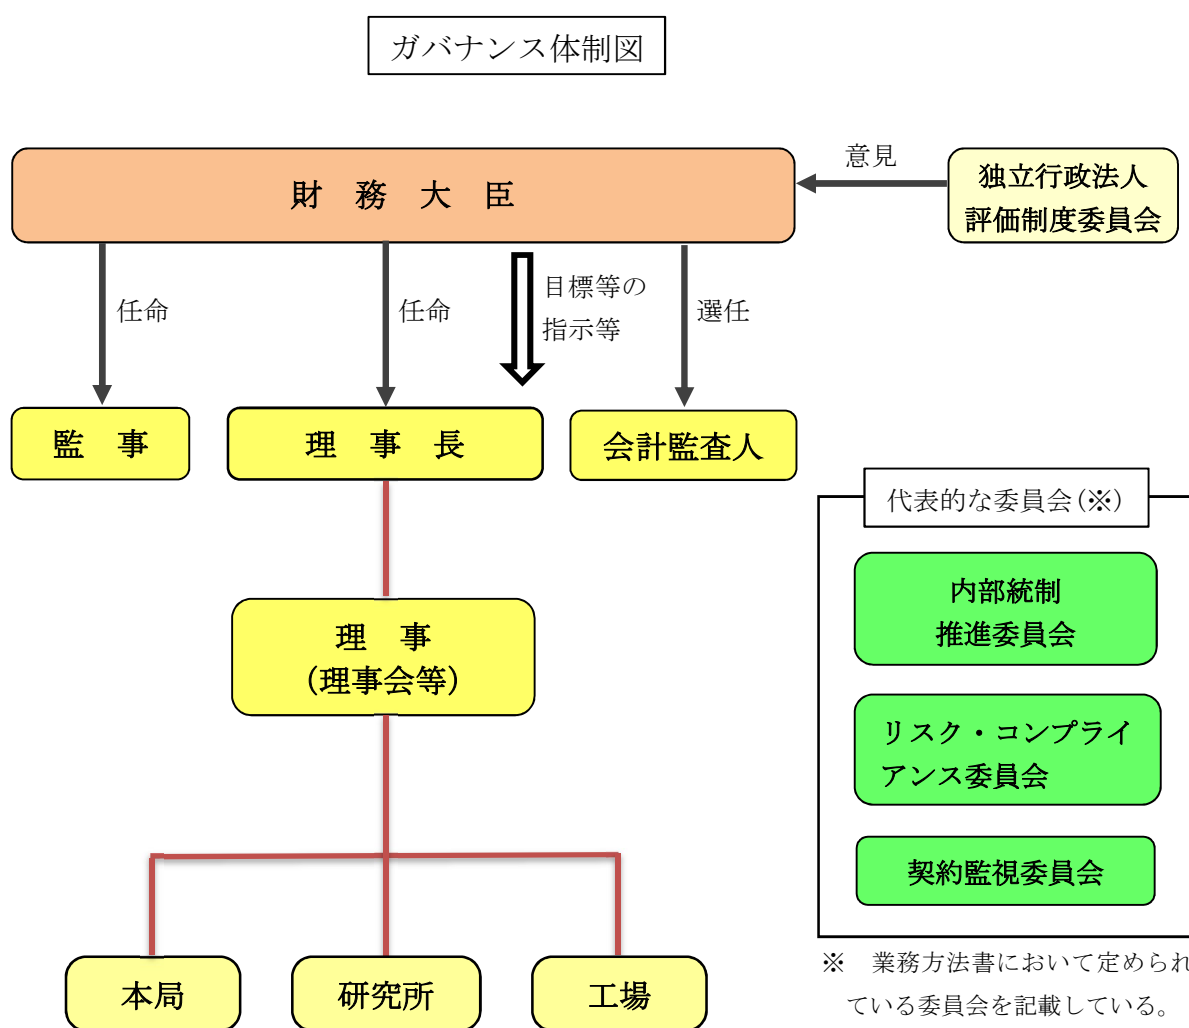 ガバナンス体制図
財　務　大　臣
意見
独立行政法人
評価制度委員会
任命
任命
目標等の
指示等
選任
監　事
理　事　長
会計監査人
代表的な委員会(※)
内部統制
推進委員会
理　事
(理事会等)
リスク・コンプライ
アンス委員会
契約監視委員会
本局
研究所
工場
※　業務方法書において定められ
ている委員会を記載している。